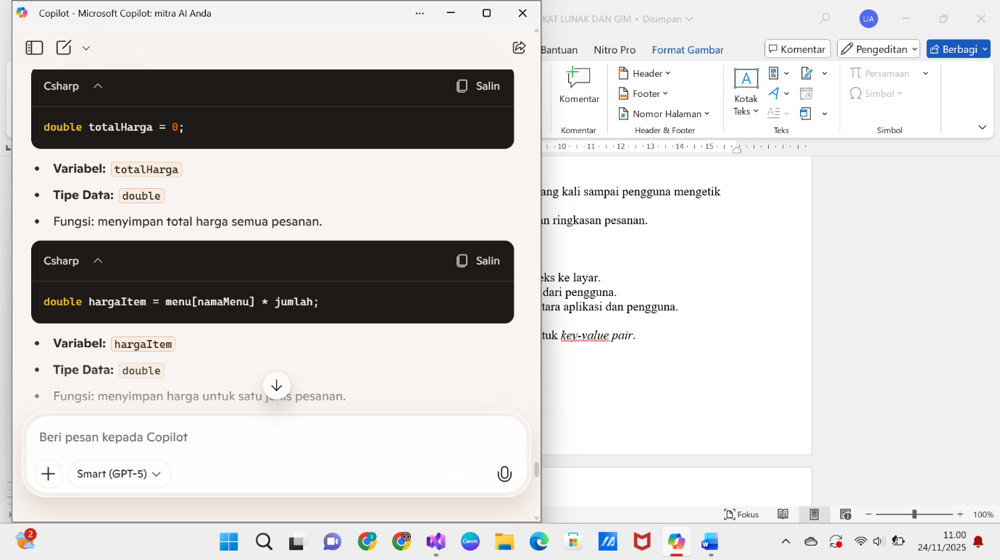 Copilot - Microsoft Copilot: mitra AI Anda
Csharp
Salin
double totalHarga = 0;
• Variabel: totalHarga
• Tipe Data: double
• Fungsi: menyimpan total harga semua pesanan.
Csharp
Salin
double hargaItem = menu[namaMenu] * jumlah;
• Variabel: hargaItem
• Tipe Data: double
• Fungsi: menyimpan harga untuk satu jenis pesanan.
Beri pesan kepada Copilot
Smart (GPT-5)
KAT LUNAK DAN GIM • Disimpan
UA
Bantuan
Nitro Pro
Format Gambar
Komentar
Pengeditan
Berbagi
Komentar
Komentar
Header
Footer
Nomor Halaman
Header & Footer
Kotak
Teks
Teks
Persamaan
Simbol
Simbol
10 11 12 13 14 15
ang kali sampai pengguna mengetik
n ringkasan pesanan.
eks ke layar.
dari pengguna.
tara aplikasi dan pengguna.
tuk key-value pair.
Fokus
100%
2
11.00
24/11/2025